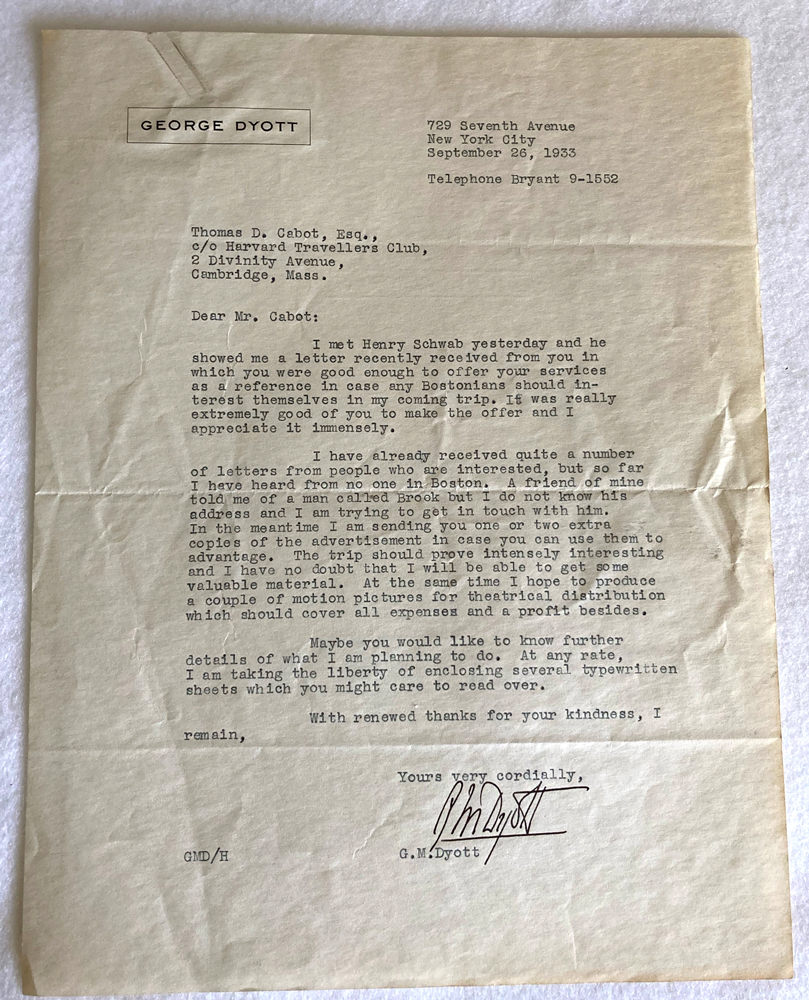 GEORGE DYOTT
729 Seventh Avenue
New York City
September 26, 1933
Telephone Bryant 9-1552
Thomas D. Cabot, Esq.,
c/o Harvard Travellers Club,
2 Divinity Avenue,
Cambridge, Mass.
Dear Mr. Cabot:
I met Henry Schwab yesterday and he
showed me a letter recently received from you in
which you were good enough to offer your services
as a reference in case any Bostonians should in-
terest themselves in my coming trip. It was really
extremely good of you to make the offer and I
appreciate it immensely.
I have already received quite a number
of letters from people who are interested, but so far
I have heard from no one in Boston. A friend of mine
told me of a man called Brook but I do not know his
address and I am trying to get in touch with him.
In the meantime I am sending you one or two extra
copies of the advertisement in case you can use them to
advantage. The trip should prove intensely interesting
and I have no doubt that I will be able to get some
valuable material. At the same time I hope to produce
a couple of motion pictures for theatrical distribution
which should cover all expenses and a profit besides.
Maybe you would like to know further
details of what I am planning to do. At any rate,
I am taking the liberty of enclosing several typewritten
sheets which you might care to read over.
With renewed thanks for your kindness, I
remain,
Yours very cordially,
GMDyott
G.M.Dyott
GMD/H